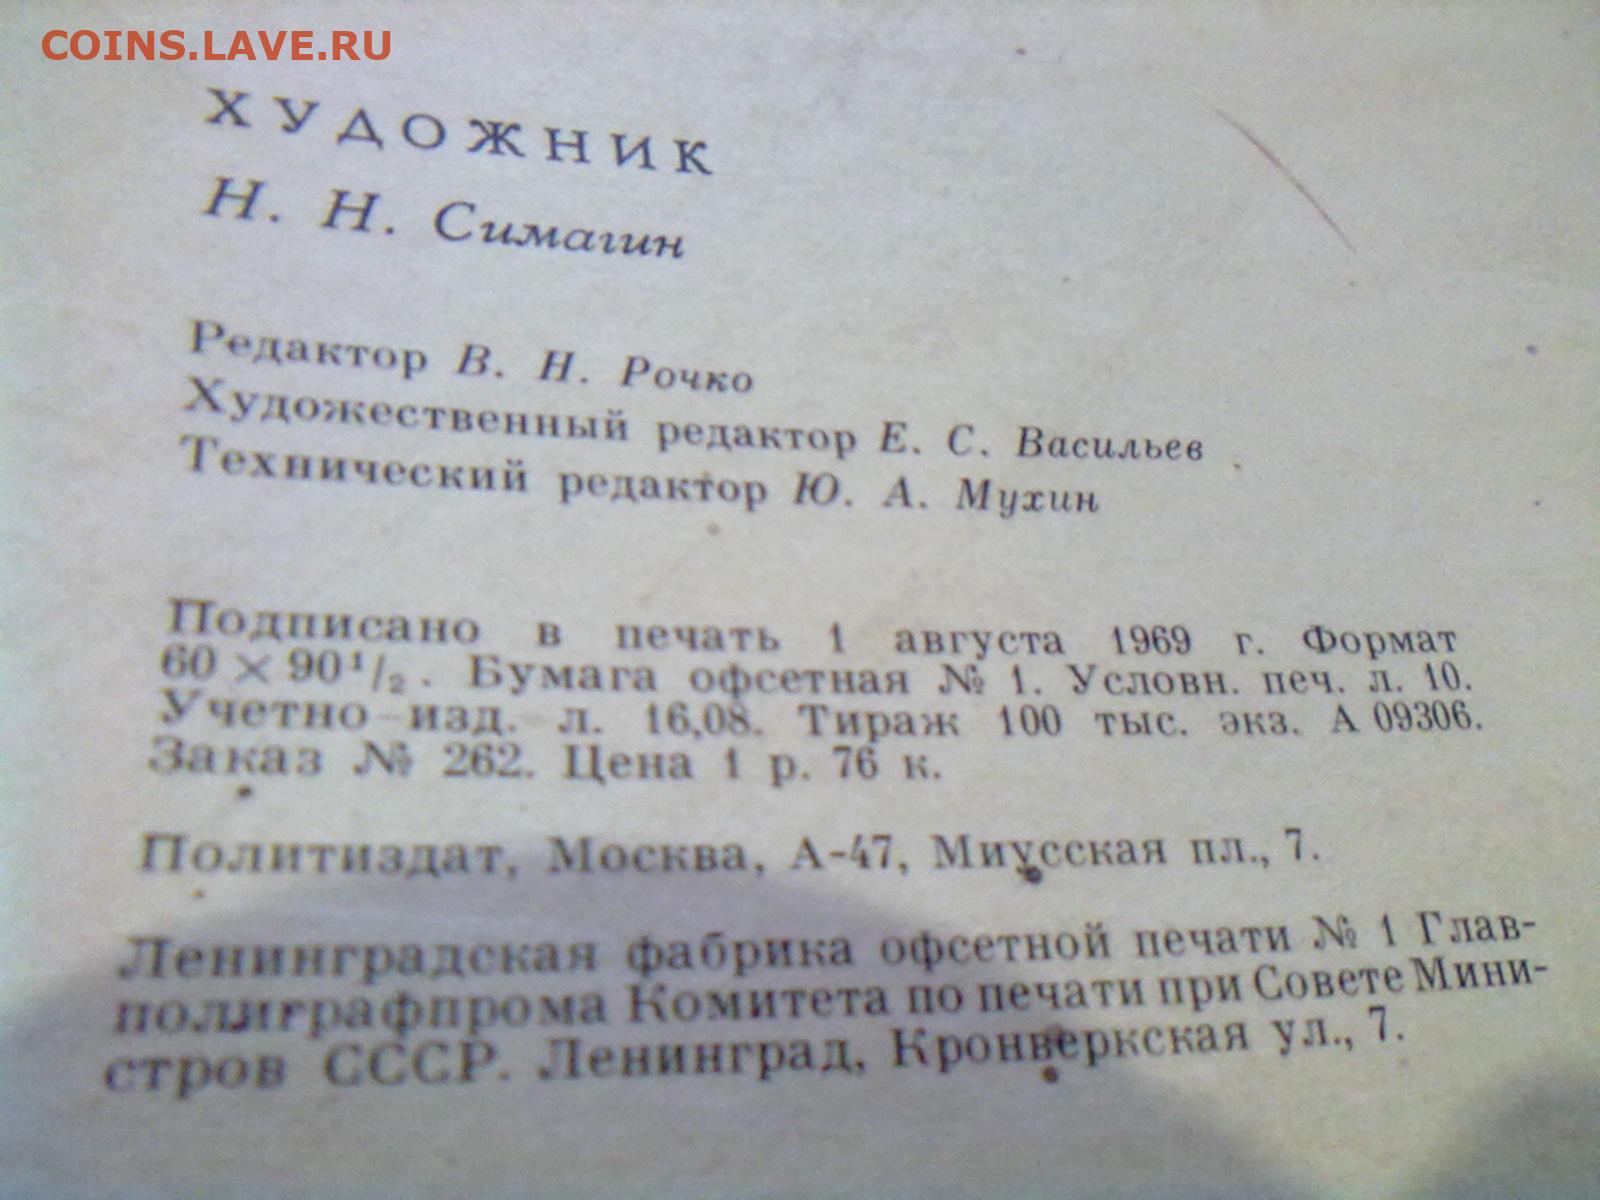 COINS.LAVE.RU
ХУДОЖНИК
Н. Н. Симагин
Редактор В. Н. Рочко
Художественный редактор Е. С. Васильев
Технический редактор Ю. А. Мухин
Подписано в печать 1 августа 1969 г. Формат
60 × 90¹/₂. Бумага офсетная № 1. Условн. печ. л. 10.
Учетно-изд. л. 16,08. Тираж 100 тыс. экз. А 09306.
Заказ № 262. Цена 1 р. 76 к.
Политиздат, Москва, А-47, Миусская пл., 7.
Ленинградская фабрика офсетной печати № 1 Глав-
полиграфпрома Комитета по печати при Совете Мини-
стров СССР. Ленинград, Кронверкская ул., 7.